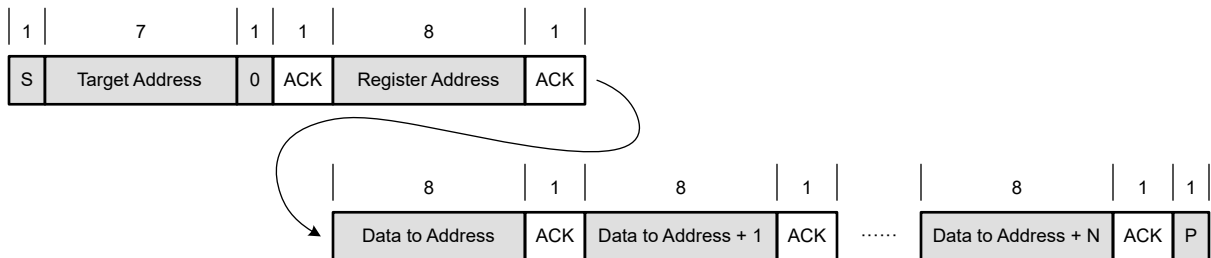 1 7 1 1 8 1
S Target Address 0 ACK Register Address ACK
8 1 8 1 8 1 1
Data to Address ACK Data to Address + 1 ACK ...... Data to Address + N ACK P